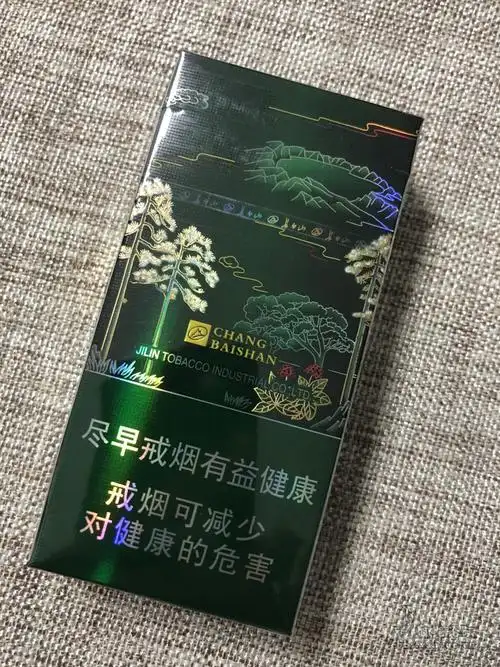 CHANG
BAISHAN
JILIN TOBACCO INDUSTRIAL CO., LTD.
尽早戒烟有益健康
戒烟可减少
对健康的危害